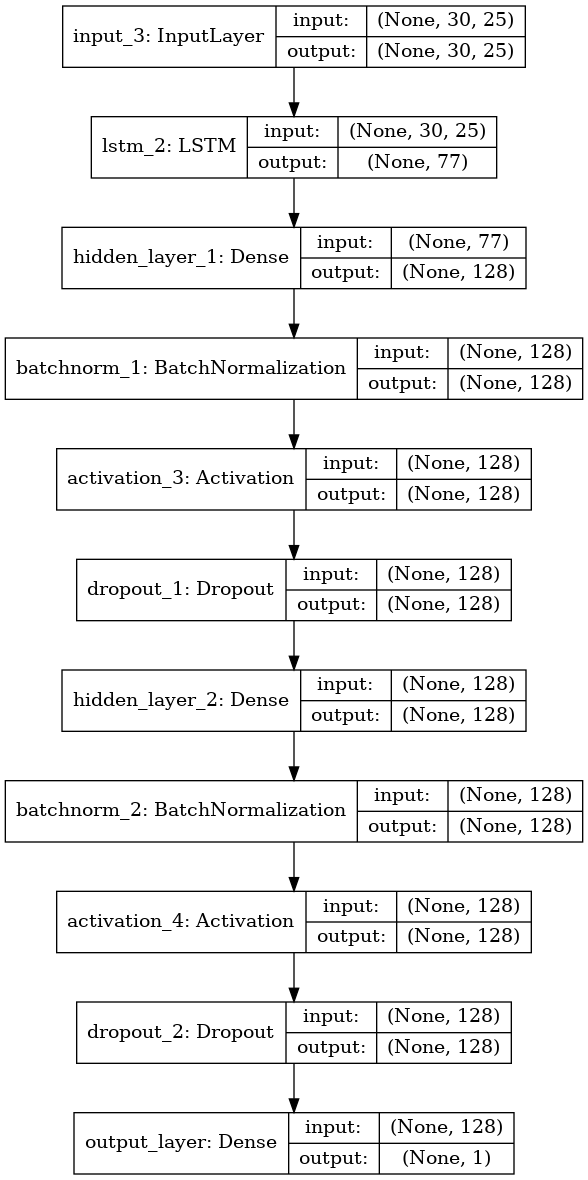 input_3: InputLayer input: (None, 30, 25)
output: (None, 30, 25)
lstm_2: LSTM input: (None, 30, 25)
output: (None, 77)
hidden_layer_1: Dense input: (None, 77)
output: (None, 128)
batchnorm_1: BatchNormalization input: (None, 128)
output: (None, 128)
activation_3: Activation input: (None, 128)
output: (None, 128)
dropout_1: Dropout input: (None, 128)
output: (None, 128)
hidden_layer_2: Dense input: (None, 128)
output: (None, 128)
batchnorm_2: BatchNormalization input: (None, 128)
output: (None, 128)
activation_4: Activation input: (None, 128)
output: (None, 128)
dropout_2: Dropout input: (None, 128)
output: (None, 128)
output_layer: Dense input: (None, 128)
output: (None, 1)